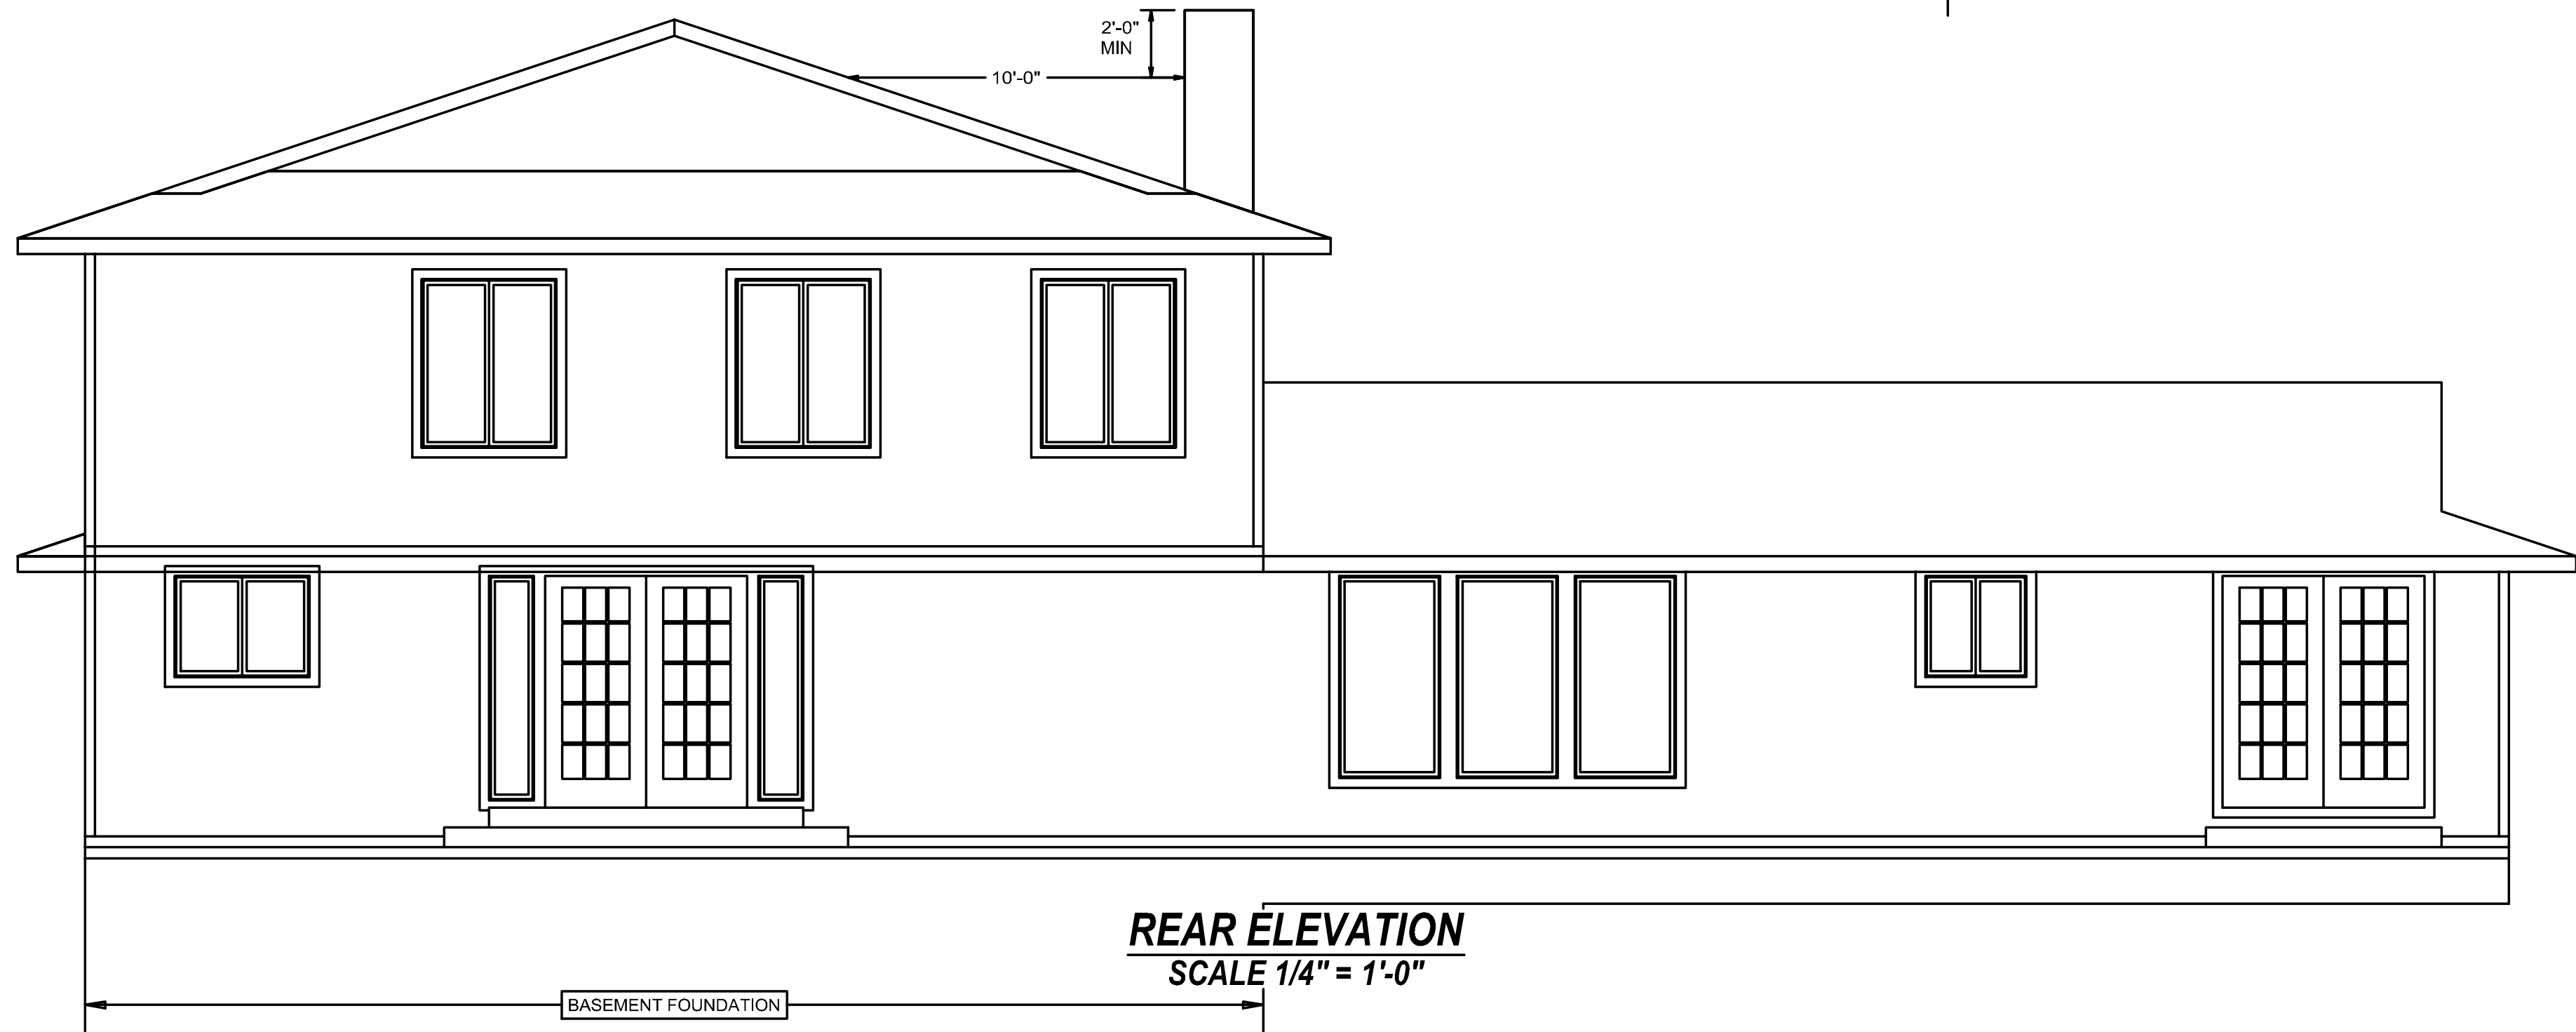 2'-0"
MIN
10'-0"
REAR ELEVATION
SCALE 1/4" = 1'-0"
BASEMENT FOUNDATION